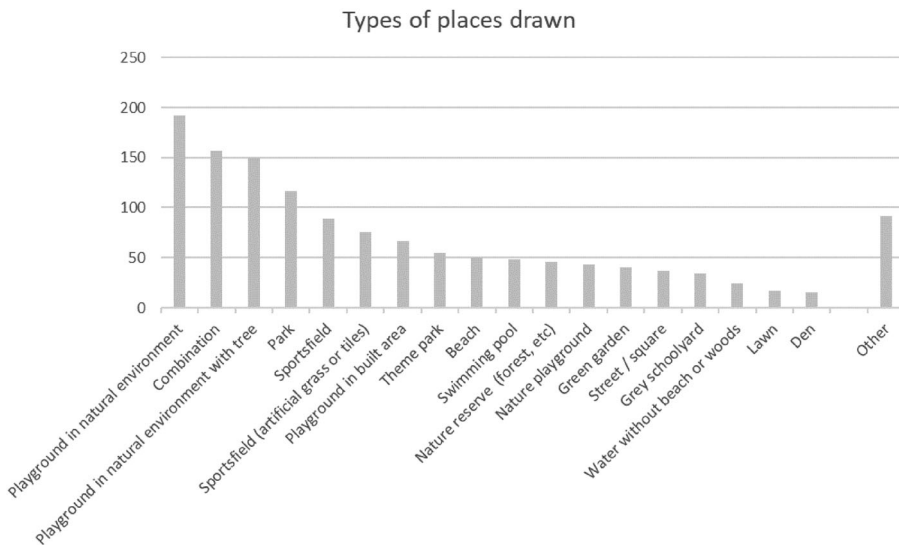 Types of places drawn
250
200
150
100
50
0
Playground in natural environment
Combination
Playground in natural environment with tree
Park
Sportsfield
Sportsfield (artificial grass or tiles)
Playground in built area
Theme park
Beach
Swimming pool
Nature reserve (forest, etc)
Nature playground
Green garden
Street / square
Grey schoolyard
Water without beach or woods
Lawn
Den
Other